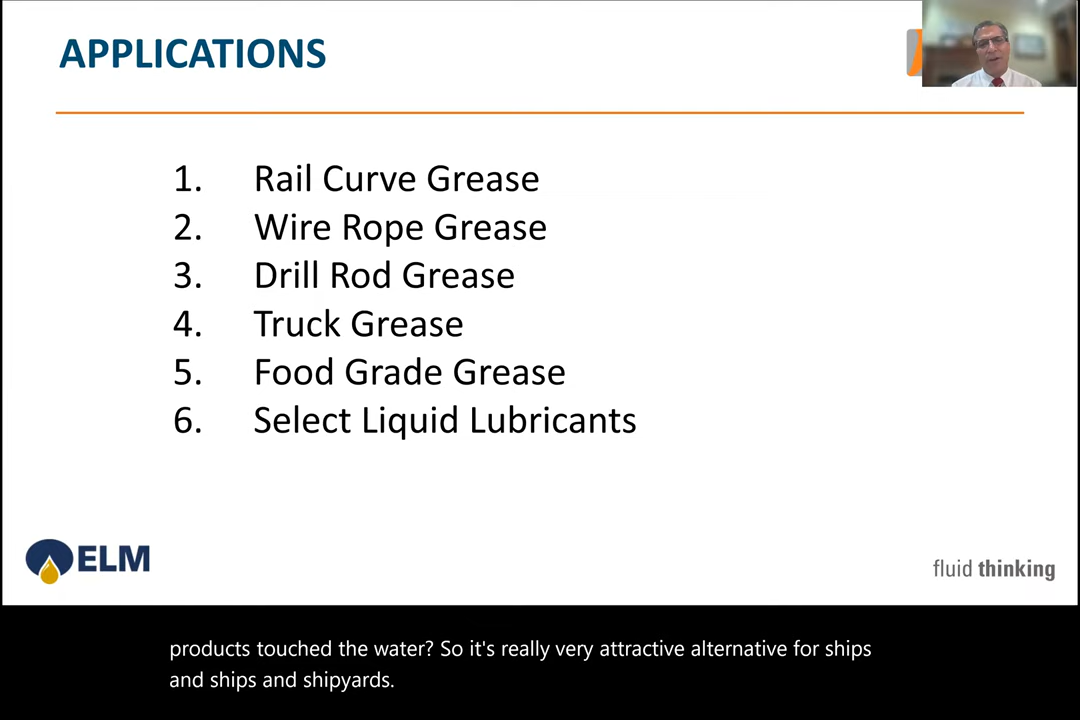 APPLICATIONS
1. Rail Curve Grease
2. Wire Rope Grease
3. Drill Rod Grease
4. Truck Grease
5. Food Grade Grease
6. Select Liquid Lubricants
ELM
fluid thinking
products touched the water? So it's really very attractive alternative for ships
and ships and shipyards.